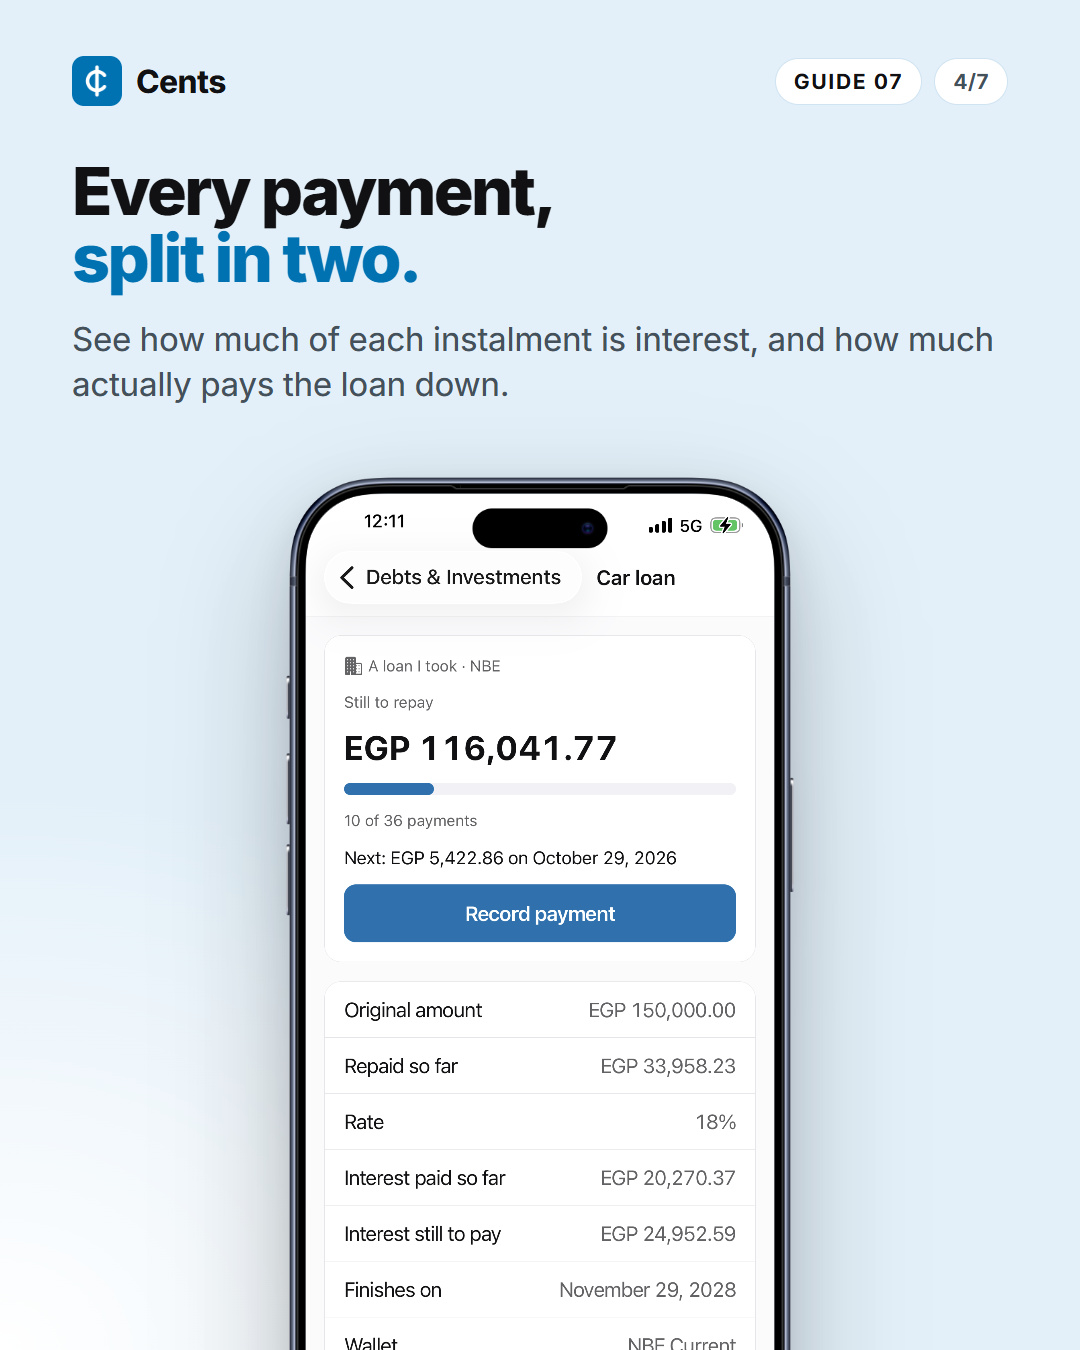 Cents
GUIDE 07
4/7
Every payment,
split in two.
See how much of each instalment is interest, and how much
actually pays the loan down.
12:11
5G
Debts & Investments
Car loan
A loan I took · NBE
Still to repay
EGP 116,041.77
10 of 36 payments
Next: EGP 5,422.86 on October 29, 2026
Record payment
Original amount EGP 150,000.00
Repaid so far EGP 33,958.23
Rate 18%
Interest paid so far EGP 20,270.37
Interest still to pay EGP 24,952.59
Finishes on November 29, 2028
Wallet NBE Current